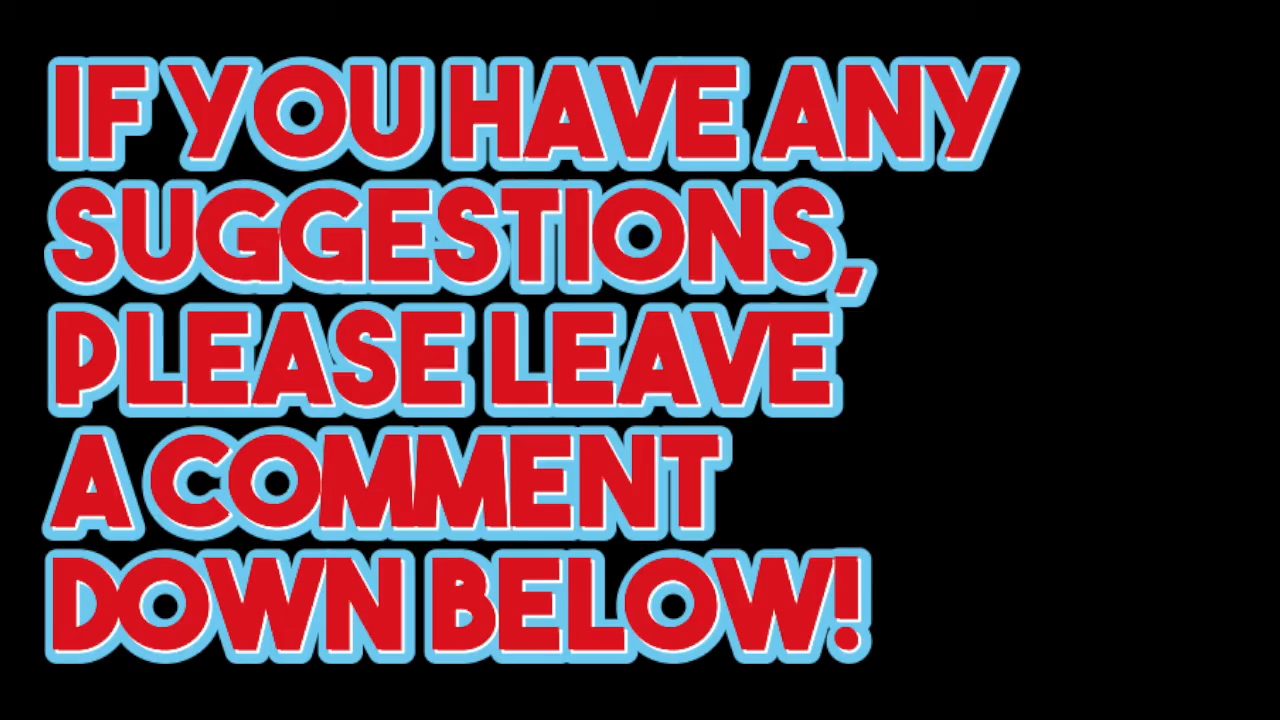 IF YOU HAVE ANY
SUGGESTIONS,
PLEASE LEAVE
A COMMENT
DOWN BELOW!